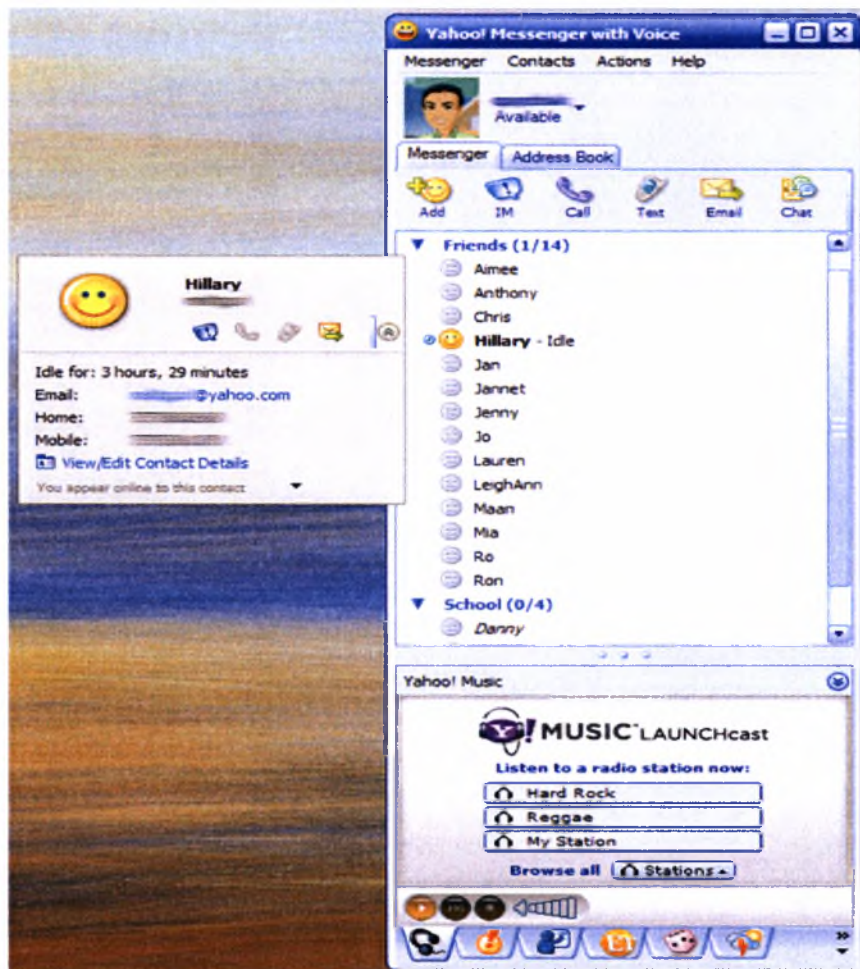 Yahoo! Messenger with Voice
Messenger Contacts Actions Help
Available
Messenger Address Book
Add IM Call Text Email Chat
Friends (1/14)
Aimee
Anthony
Chris
Hillary - Idle
Jan
Jannet
Jenny
Jo
Lauren
LeighAnn
Maan
Mia
Ro
Ron
School (0/4)
Danny
Hillary
Idle for: 3 hours, 29 minutes
Email: @yahoo.com
Home:
Mobile:
View/Edit Contact Details
You appear online to this contact
Yahoo! Music
Y! MUSIC™ LAUNCHcast
Listen to a radio station now:
Hard Rock
Reggae
My Station
Browse all Stations